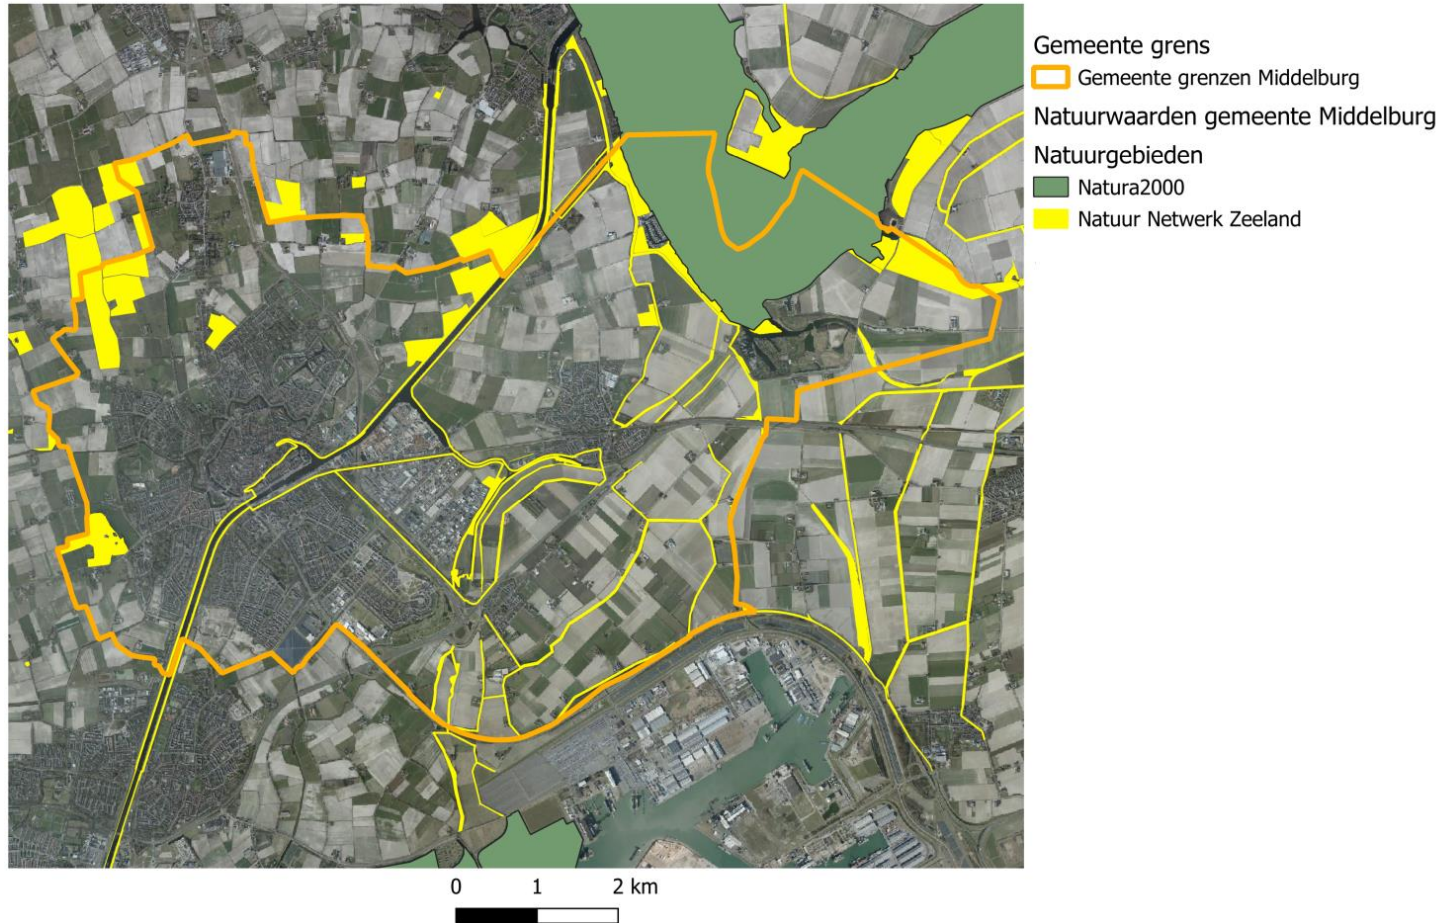 Gemeente grens
Gemeente grenzen Middelburg
Natuurwaarden gemeente Middelburg
Natuurgebieden
Natura2000
Natuur Netwerk Zeeland
0 1 2 km